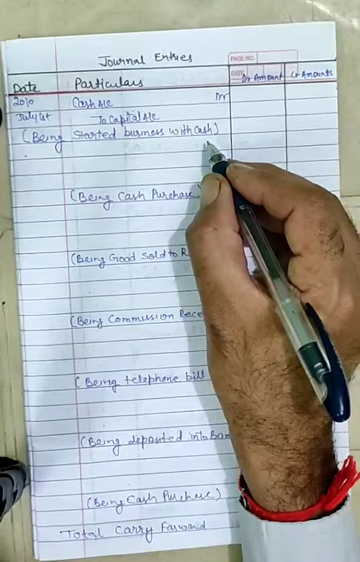 Journal Entries
PAGE NO.
DATE
Date Particulars Dr Amount Cr Amounts
2010 Cash A/c Dr
July 1st To Capital A/c
(Being Started business with Cash)
(Being Cash Purchase
(Being Good sold to R
(Being Commission Rece
(Being telephone bill
(Being deposited into Ban
(Being Cash Purchase)
Total Carry Forward